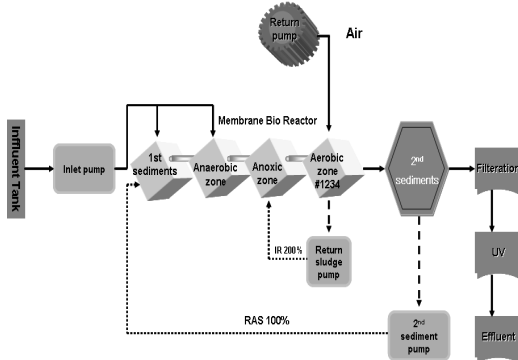 Return
pump
Air
Membrane Bio Reactor
Inffluent Tank
Inlet pump
1st
sediments
Anaerobic
zone
Anoxic
zone
Aerobic
zone
#1234
2nd
sediments
Filteration
IR 200%
Return
sludge
pump
UV
RAS 100%
2nd
sediment
pump
Effluent